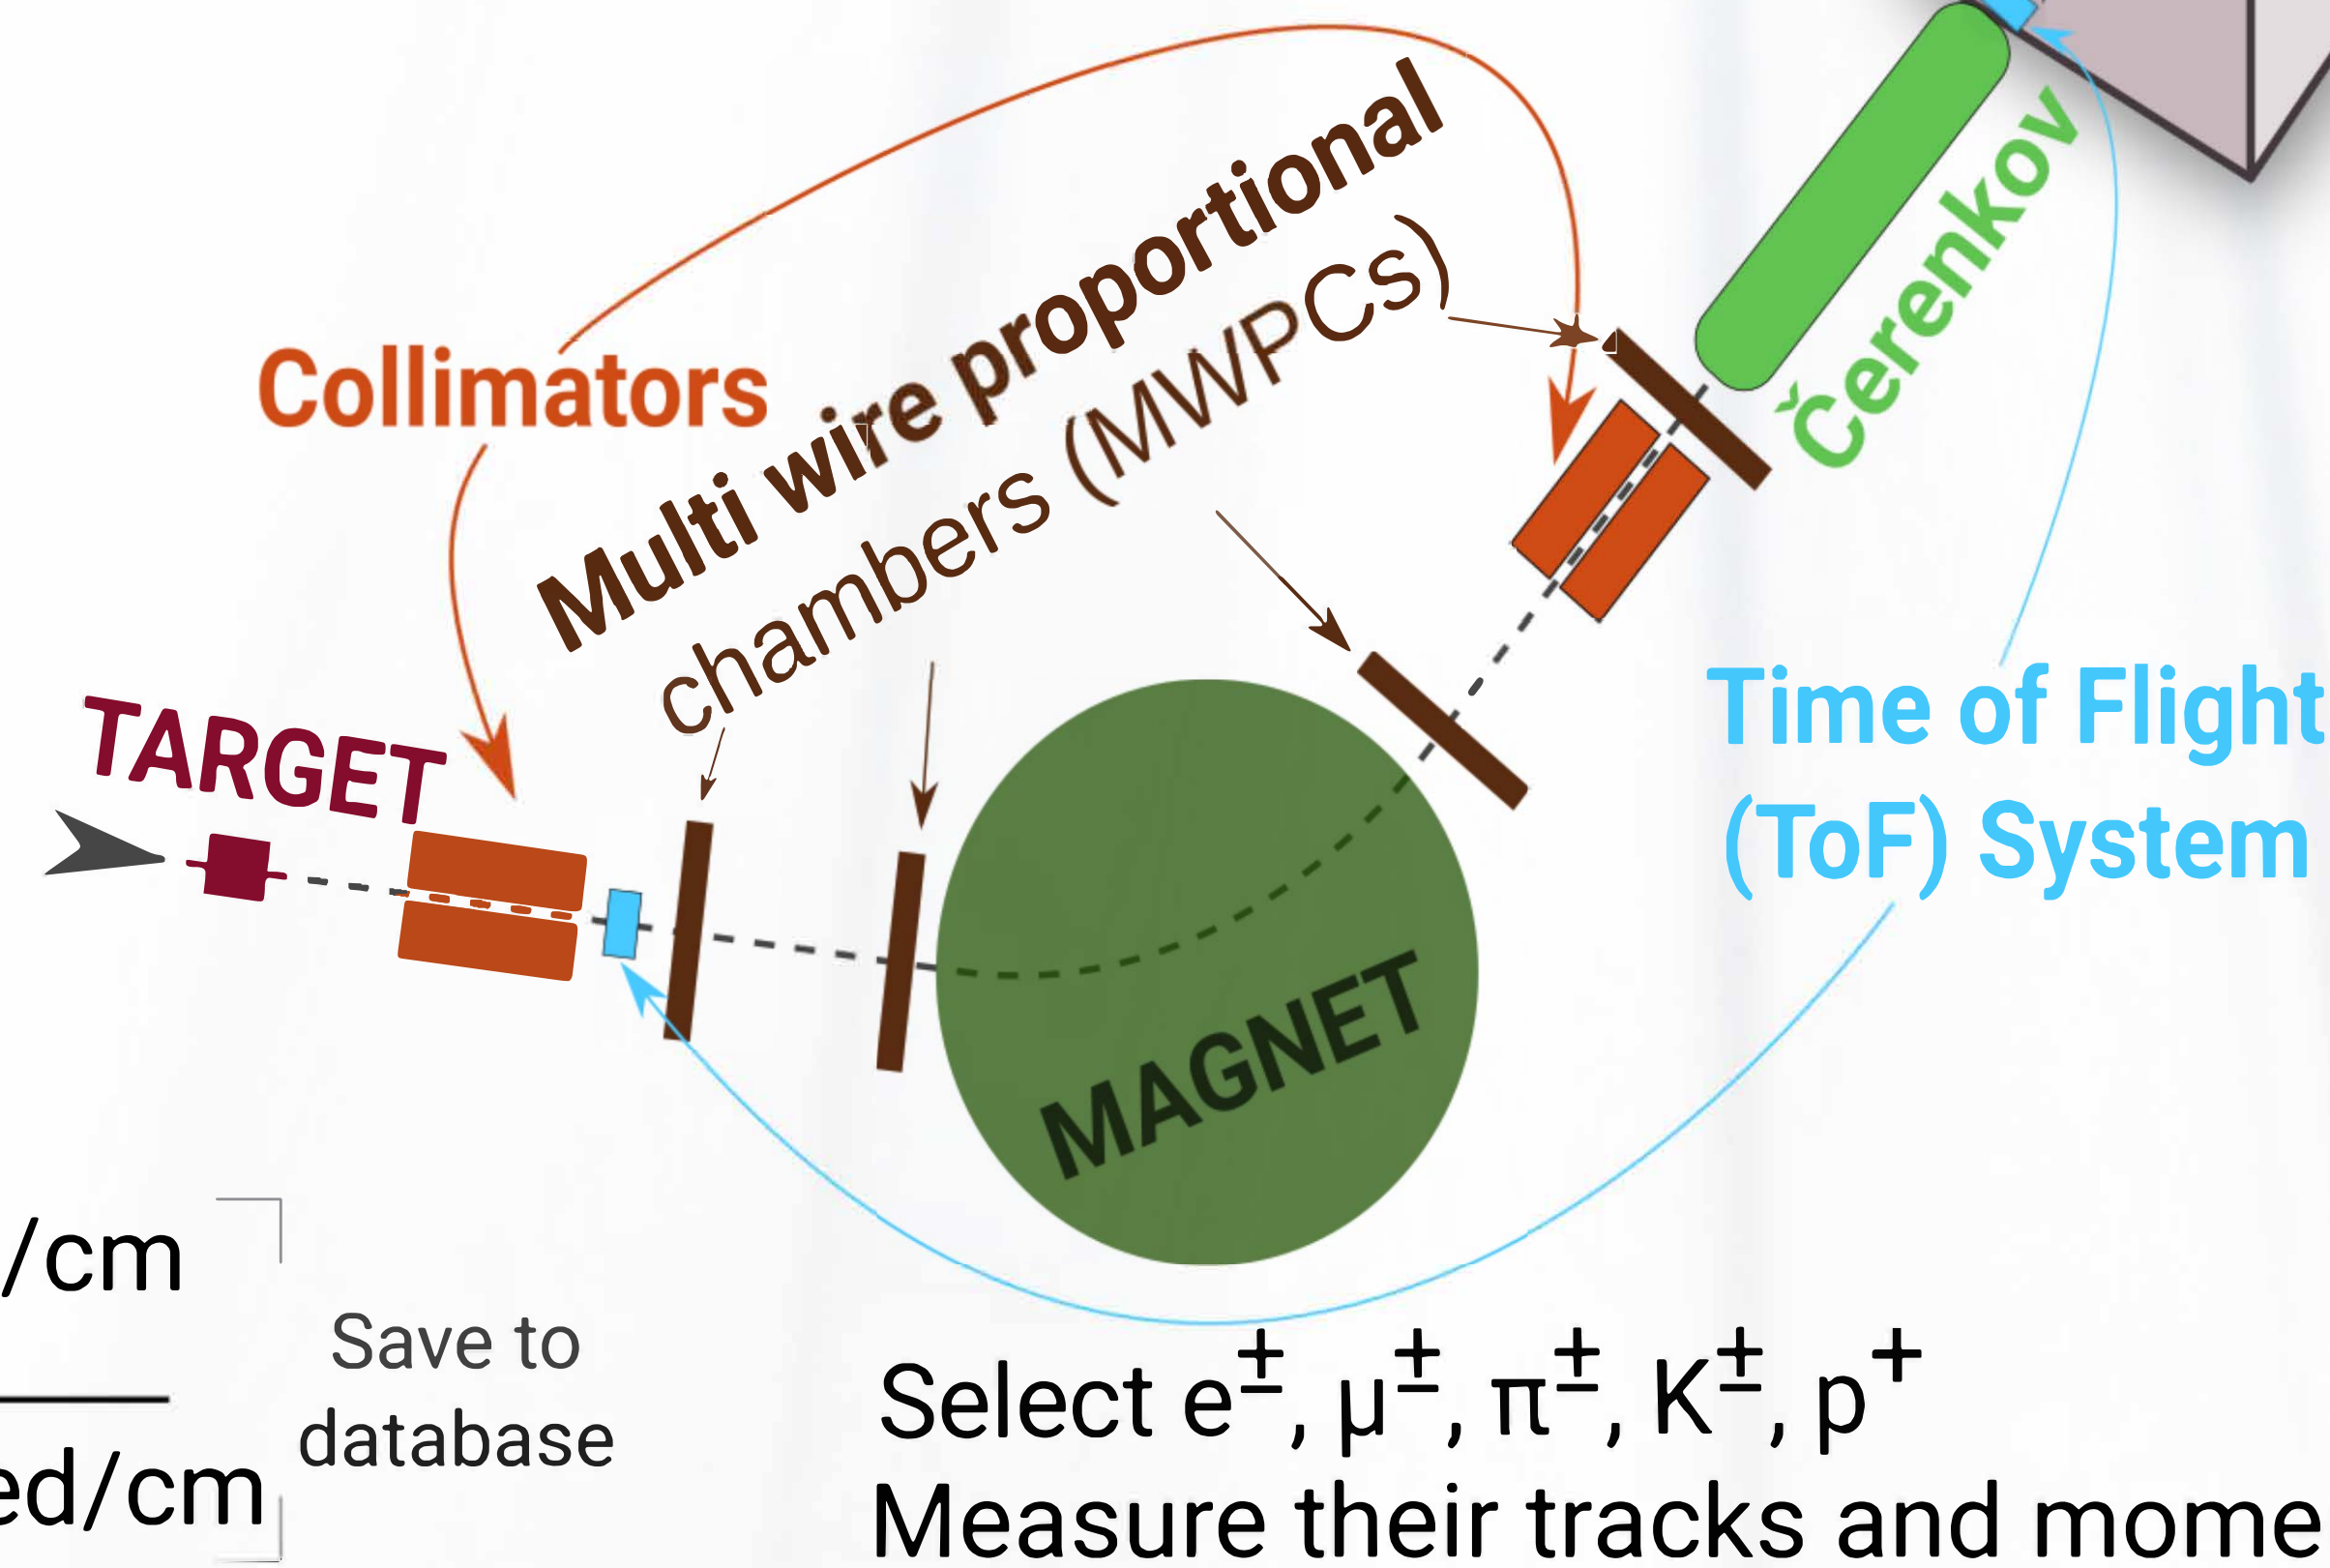 Multi wire proportional
chambers (MWPCs)
Čerenkov
Collimators
TARGET
Time of Flight
(ToF) System
MAGNET
/cm
Save to
database
ed/cm
Select e±, μ±, π±, K±, p+
Measure their tracks and mome